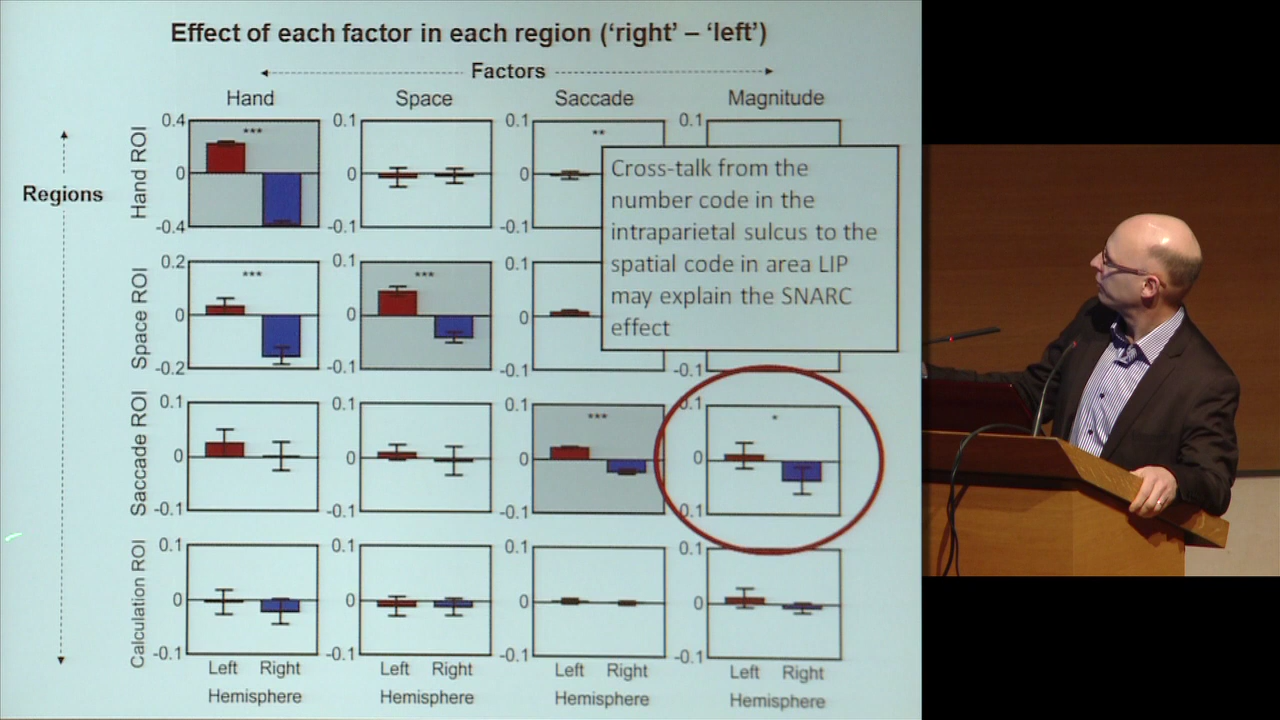 Effect of each factor in each region (‘right’ – ‘left’)
Factors
Hand Space Saccade Magnitude
Regions
Hand ROI
0.4 0 -0.4
***
0.1 0 -0.1
0.1 0 -0.1
**
0.1
Cross-talk from the
number code in the
intraparietal sulcus to the
spatial code in area LIP
may explain the SNARC
effect
Space ROI
0.2 0 -0.2
***
0.1 0 -0.1
***
0.1 0 -0.1
-0.1
Saccade ROI
0.1 0 -0.1
0.1 0 -0.1
0.1 0 -0.1
***
0.1 0 0.1
*
Calculation ROI
0.1 0 -0.1
0.1 0 -0.1
0.1 0 -0.1
0.1 0 -0.1
Left Right Left Right Left Right Left Right
Hemisphere Hemisphere Hemisphere Hemisphere